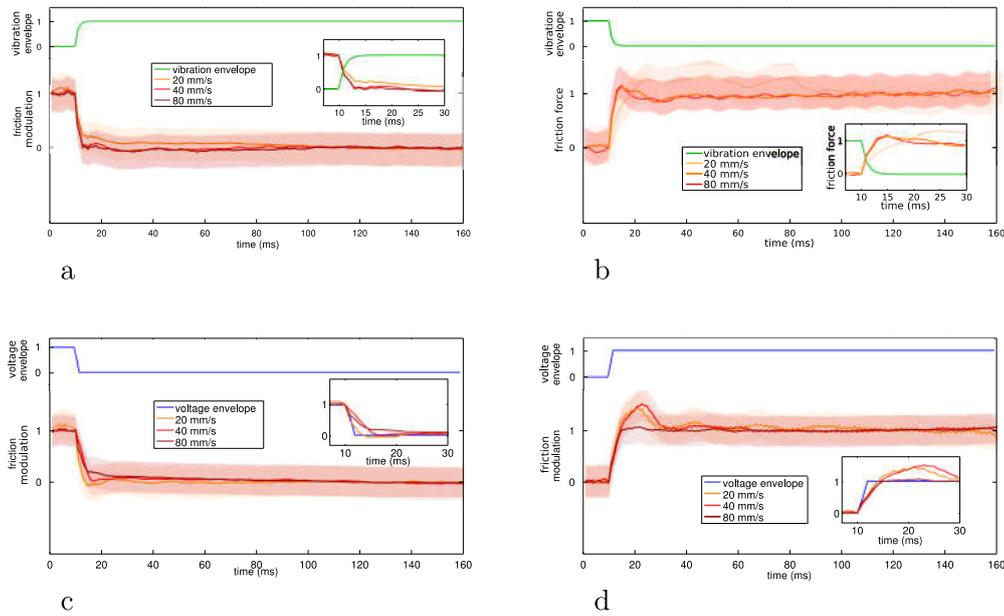 vibration
envelope
1
0
friction
modulation
1
0
vibration envelope
20 mm/s
40 mm/s
80 mm/s
1
0
10 15 20 25 30
time (ms)
0 20 40 60 80 100 120 140 160
time (ms)
a
vibration
envelope
1
0
friction force
1
0
vibration envelope
20 mm/s
40 mm/s
80 mm/s
friction force
1
0
10 15 20 25 30
time (ms)
0 20 40 60 80 100 120 140 160
time (ms)
b
voltage
envelope
1
0
friction
modulation
1
0
voltage envelope
20 mm/s
40 mm/s
80 mm/s
1
0
10 20 30
time (ms)
0 20 40 60 80 100 120 140 160
time (ms)
c
voltage
envelope
1
0
friction
modulation
1
0
voltage envelope
20 mm/s
40 mm/s
80 mm/s
1
0
10 20 30
time (ms)
0 20 40 60 80 100 120 140 160
time (ms)
d